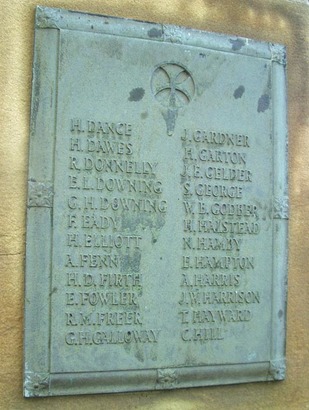 H. DANCE
H. DAWES
R. DONNELLY
E. L. DOWNING
G. H. DOWNING
F. EADY
H. ELLIOTT
A. FENN
H. D. FIRTH
E. FOWLER
R. M. FREER
G. H. GALLOWAY
J. GARDNER
H. GARTON
J. E. GELDER
S. GEORGE
W. E. GODBER
H. HALSTEAD
N. HAMBY
E. HAMPTON
A. HARRIS
J. W. HARRISON
T. HAYWARD
C. HILL